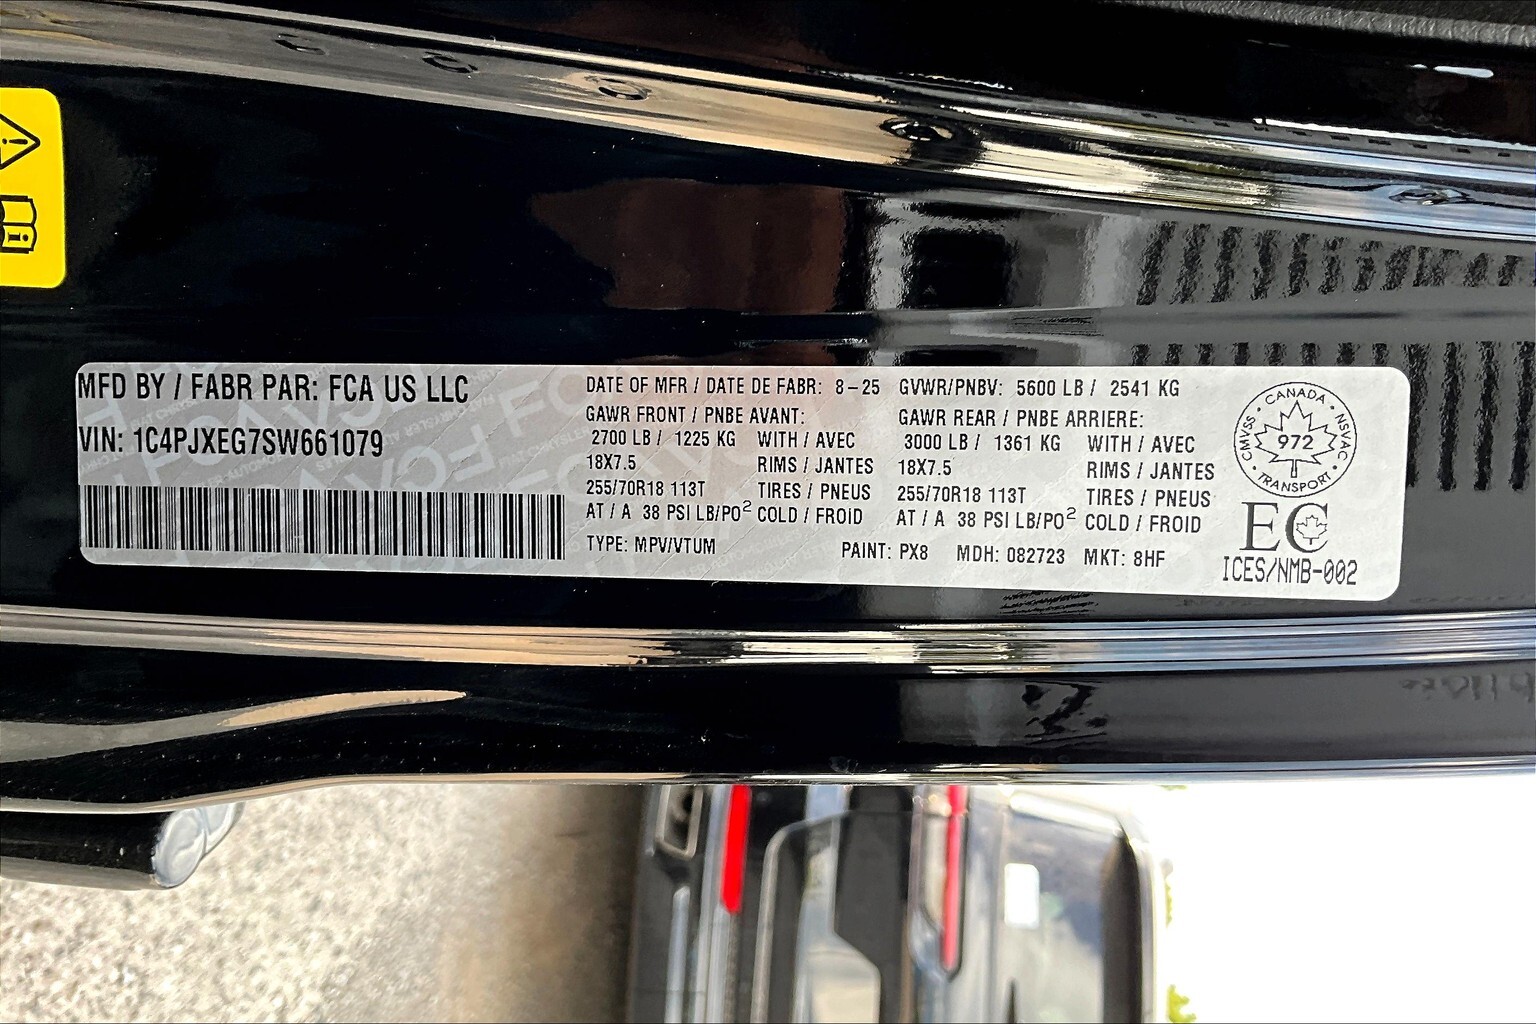 MFD BY / FABR PAR: FCA US LLC
VIN: 1C4PJXEG7SW661079
DATE OF MFR / DATE DE FABR: 8-25 GVWR/PNBV: 5600 LB / 2541 KG
GAWR FRONT / PNBE AVANT: GAWR REAR / PNBE ARRIERE:
2700 LB / 1225 KG WITH / AVEC 3000 LB / 1361 KG WITH / AVEC
18X7.5 RIMS / JANTES 18X7.5 RIMS / JANTES
255/70R18 113T TIRES / PNEUS 255/70R18 113T TIRES / PNEUS
AT / A 38 PSI LB/PO² COLD / FROID AT / A 38 PSI LB/PO² COLD / FROID
TYPE: MPV/VTUM PAINT: PX8 MDH: 082723 MKT: 8HF
CANADA
CMVSS 972 NSVAC
TRANSPORT
EC
ICES/NMB-002